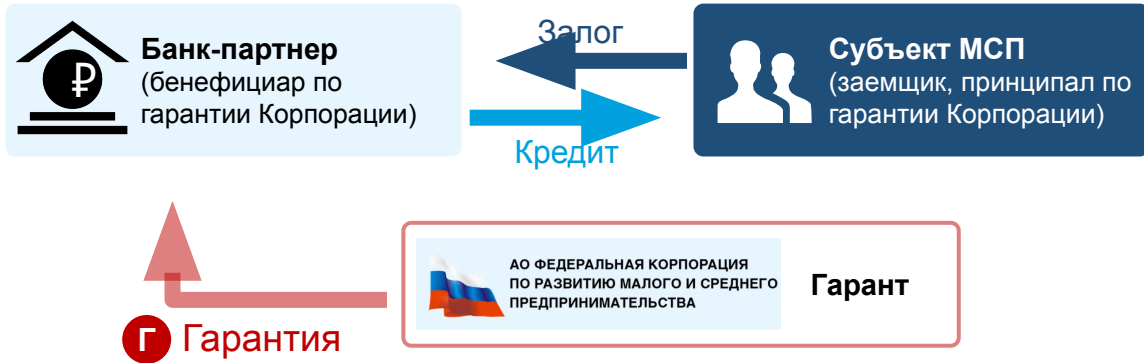 Банк-партнер
(бенефициар по
гарантии Корпорации)
Залог
Кредит
Субъект МСП
(заемщик, принципал по
гарантии Корпорации)
АО ФЕДЕРАЛЬНАЯ КОРПОРАЦИЯ
ПО РАЗВИТИЮ МАЛОГО И СРЕДНЕГО
ПРЕДПРИНИМАТЕЛЬСТВА
Гарант
Г Гарантия